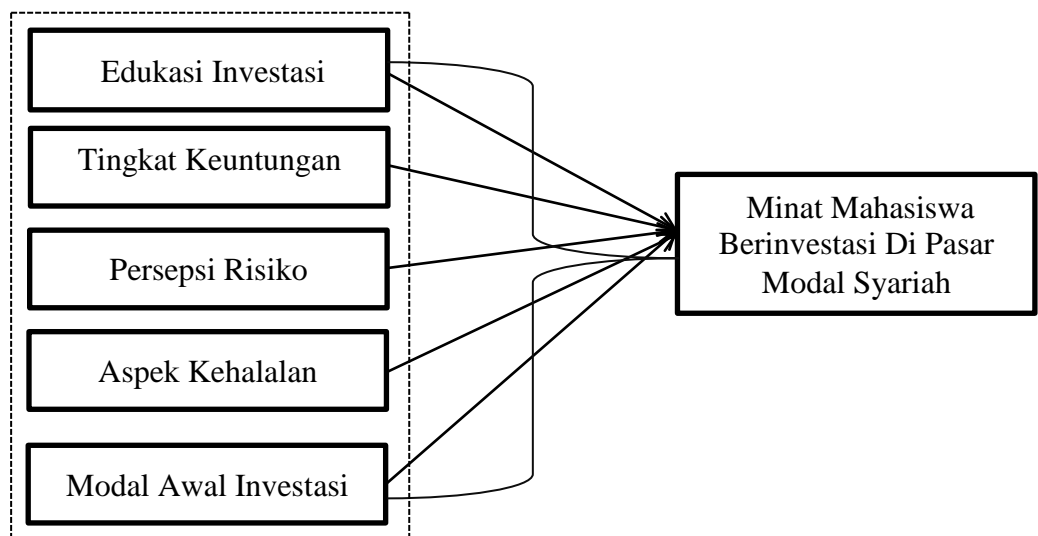 Edukasi Investasi
Tingkat Keuntungan
Persepsi Risiko
Aspek Kehalalan
Modal Awal Investasi
Minat Mahasiswa
Berinvestasi Di Pasar
Modal Syariah